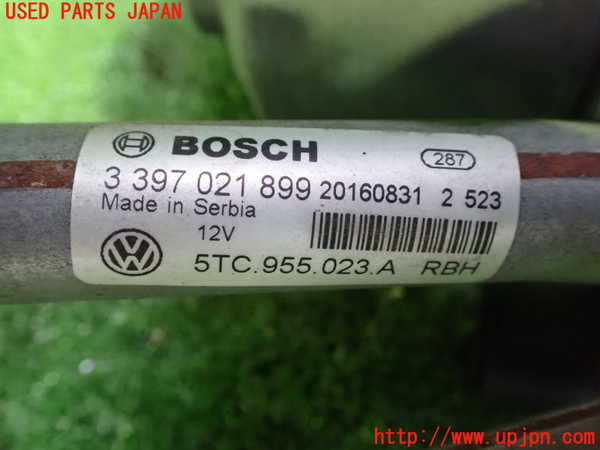 USED PARTS JAPAN
BOSCH
287
3 397 021 899 20160831 2 523
Made in Serbia
12V
5TC.955.023.A RBH
http://www.upjpn.com/